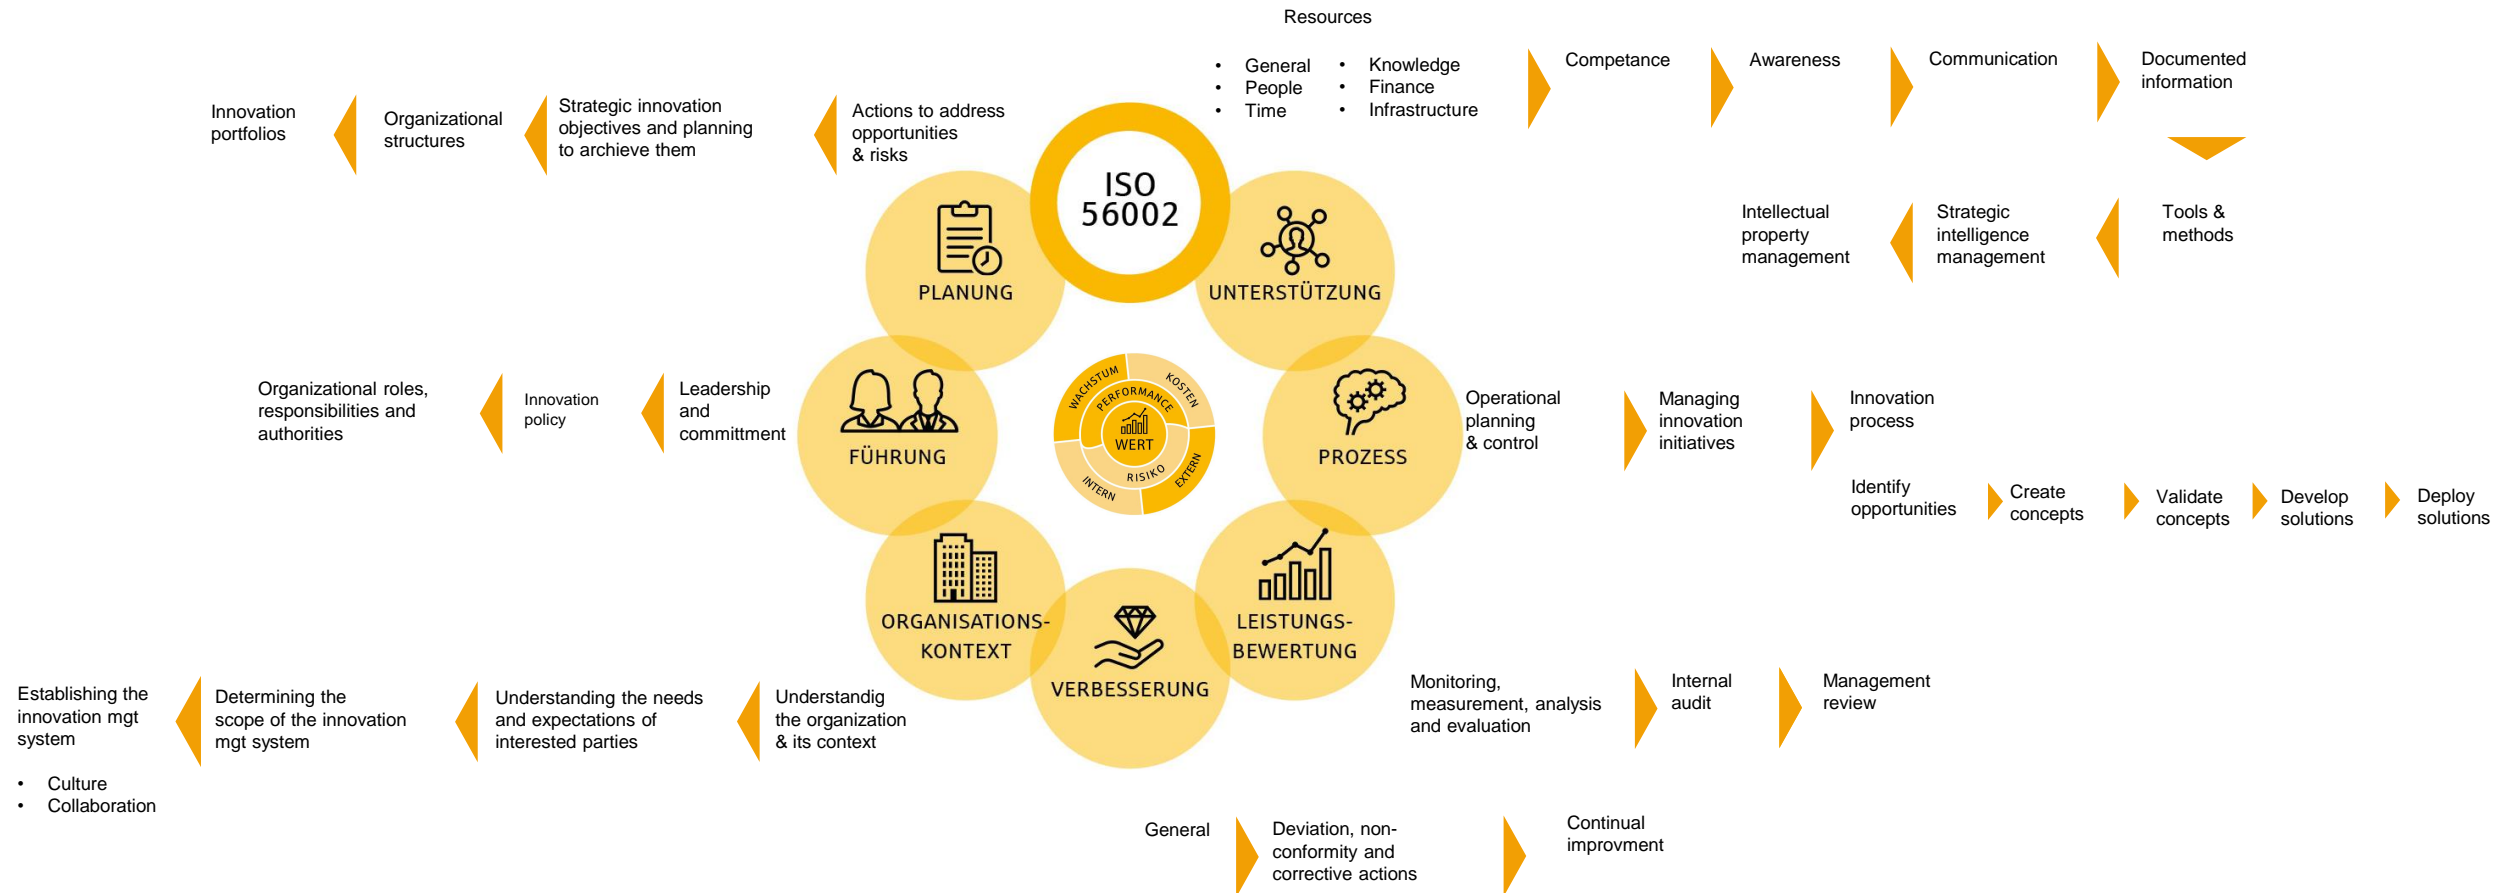 Resources
• General
• People
• Time
• Knowledge
• Finance
• Infrastructure
Competance
Awareness
Communication
Documented
information
Tools &
methods
Strategic
intelligence
management
Intellectual
property
management
Innovation
portfolios
Organizational
structures
Strategic innovation
objectives and planning
to archieve them
Actions to address
opportunities
& risks
ISO
56002
PLANUNG
UNTERSTÜTZUNG
FÜHRUNG
PROZESS
ORGANISATIONS-
KONTEXT
LEISTUNGS-
BEWERTUNG
VERBESSERUNG
WACHSTUM
KOSTEN
PERFORMANCE
WERT
RISIKO
INTERN
EXTERN
Organizational roles,
responsibilities and
authorities
Innovation
policy
Leadership
and
committment
Operational
planning
& control
Managing
innovation
initiatives
Innovation
process
Identify
opportunities
Create
concepts
Validate
concepts
Develop
solutions
Deploy
solutions
Establishing the
innovation mgt
system
• Culture
• Collaboration
Determining the
scope of the innovation
mgt system
Understanding the needs
and expectations of
interested parties
Understandig
the organization
& its context
Monitoring,
measurement, analysis
and evaluation
Internal
audit
Management
review
General
Deviation, non-
conformity and
corrective actions
Continual
improvment